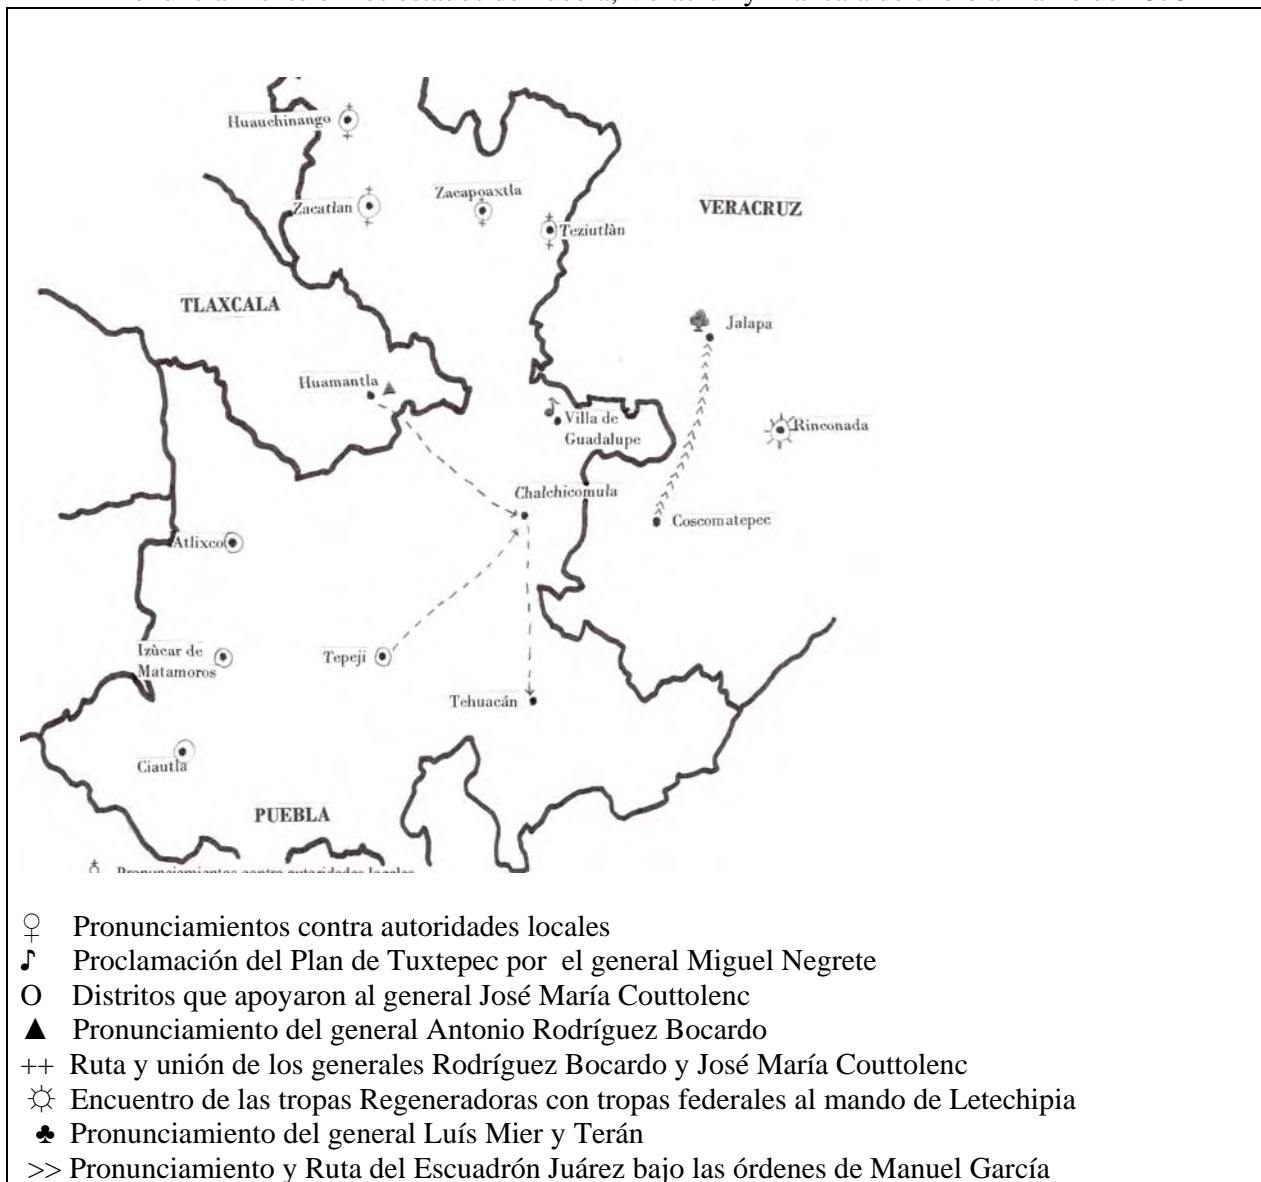 Huauchinango
Zacatlan
Zacapoaxtla
Teziutlàn
VERACRUZ
TLAXCALA
Jalapa
Huamantla
Villa de
Guadalupe
Rinconada
Chalchicomula
Coscomatepec
Atlixco
Izùcar de
Matamoros
Tepeji
Tehuacán
Ciautla
PUEBLA
♀ Pronunciamientos contra autoridades locales
♪ Proclamación del Plan de Tuxtepec por el general Miguel Negrete
O Distritos que apoyaron al general José María Couttolenc
▲ Pronunciamiento del general Antonio Rodríguez Bocardo
++ Ruta y unión de los generales Rodríguez Bocardo y José María Couttolenc
☼ Encuentro de las tropas Regeneradoras con tropas federales al mando de Letechipia
♣ Pronunciamiento del general Luís Mier y Terán
>> Pronunciamiento y Ruta del Escuadrón Juárez bajo las órdenes de Manuel García